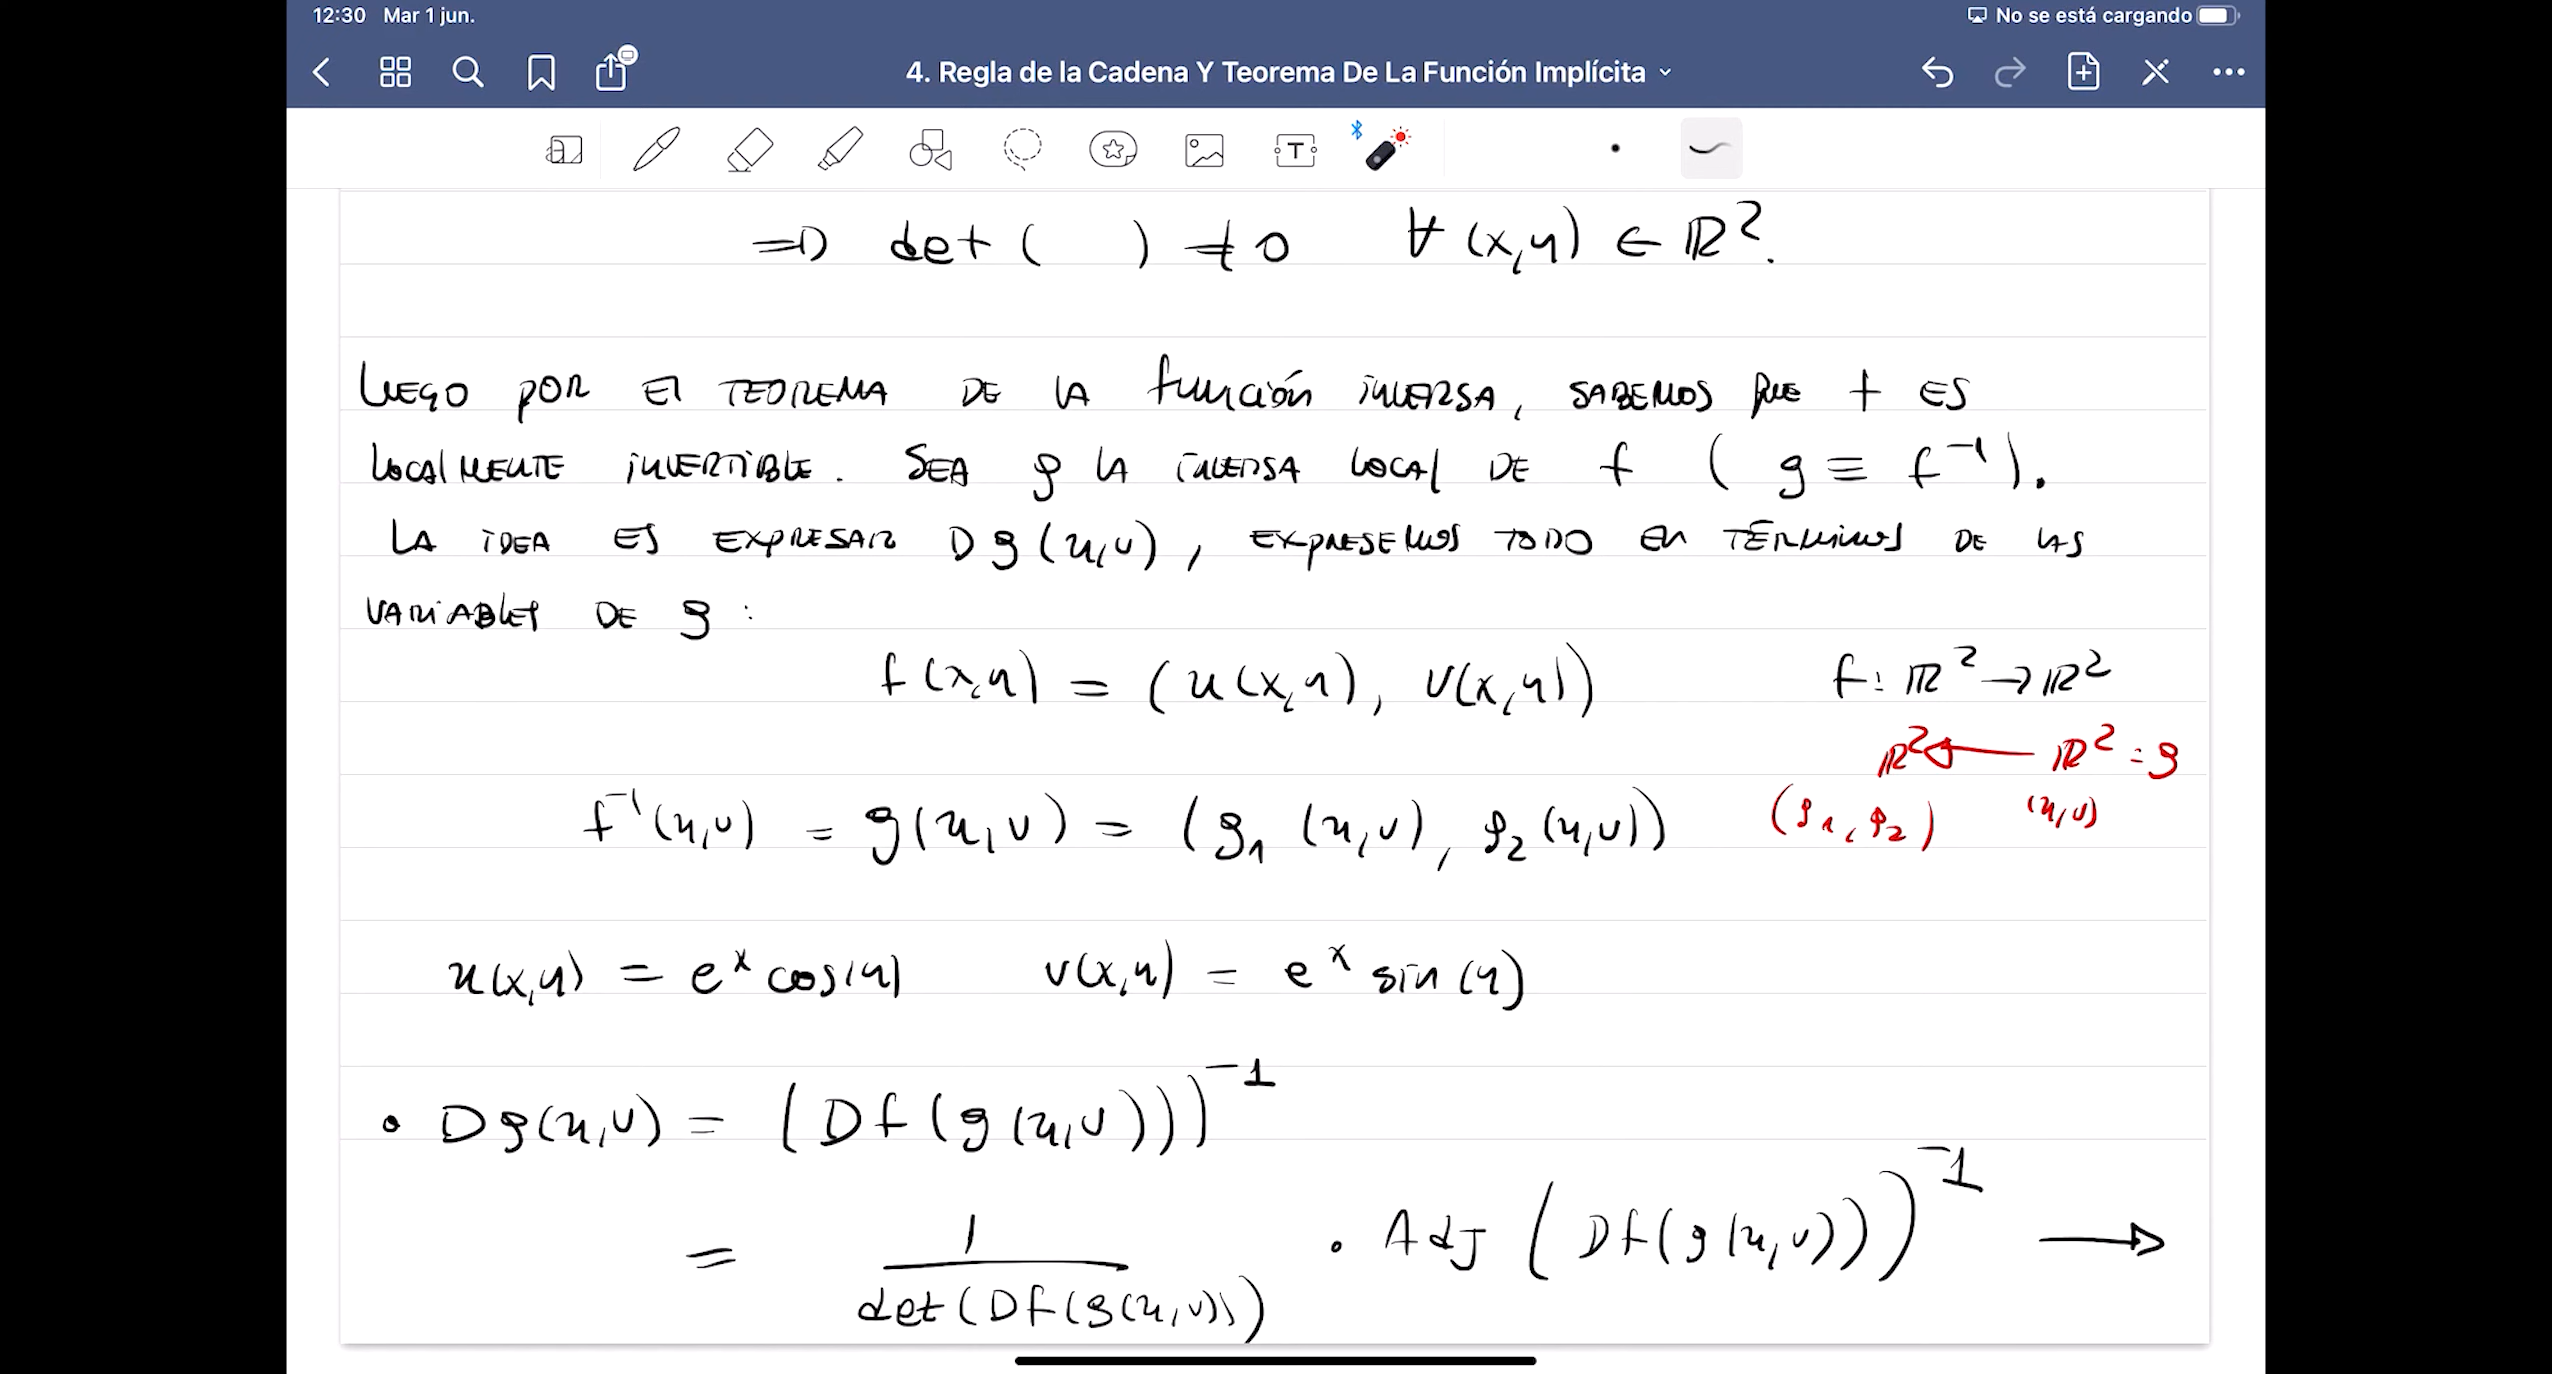 12:30 Mar 1 jun. No se está cargando
4. Regla de la Cadena Y Teorema De La Función Implícita
⇒ det ( ) ≠ 0 ∀ (x,y) ∈ ℝ².
LUEGO POR El TEOREMA DE LA función INVERSA, SABEMOS QUE f ES
LOCALMENTE INVERTIBLE. SEA g LA INVERSA LOCAL DE f ( g ≡ f⁻¹).
LA IDEA ES EXPRESAR Dg(u,v), EXPRESEMOS TODO EN TÉRMINOS DE LAS
VARIABLES DE g :
f(x,y) = (u(x,y), v(x,y)) f: ℝ² → ℝ²
ℝ² ← ℝ² : g
f⁻¹(u,v) = g(u,v) = (g₁ (u,v), g₂ (u,v)) (g₁, g₂) (u,v)
u(x,y) = eˣ cos(y) v(x,y) = eˣ sin (y)
• Dg(u,v) = (Df(g(u,v)))⁻¹
= 1 / det(Df(g(u,v)) · Adj (Df(g(u,v)))⁻¹ →